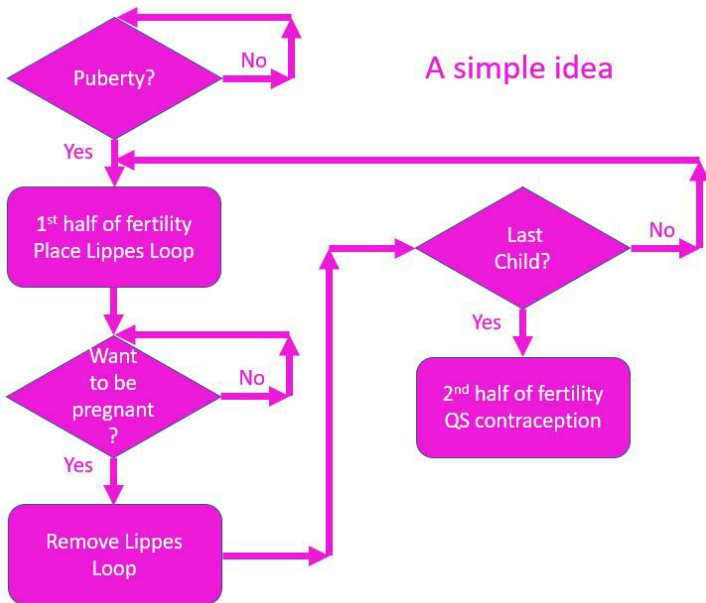 A simple idea
Puberty?
No
Yes
1st half of fertility
Place Lippes Loop
Want
to be
pregnant
?
No
Yes
Remove Lippes
Loop
Last
Child?
No
Yes
2nd half of fertility
QS contraception